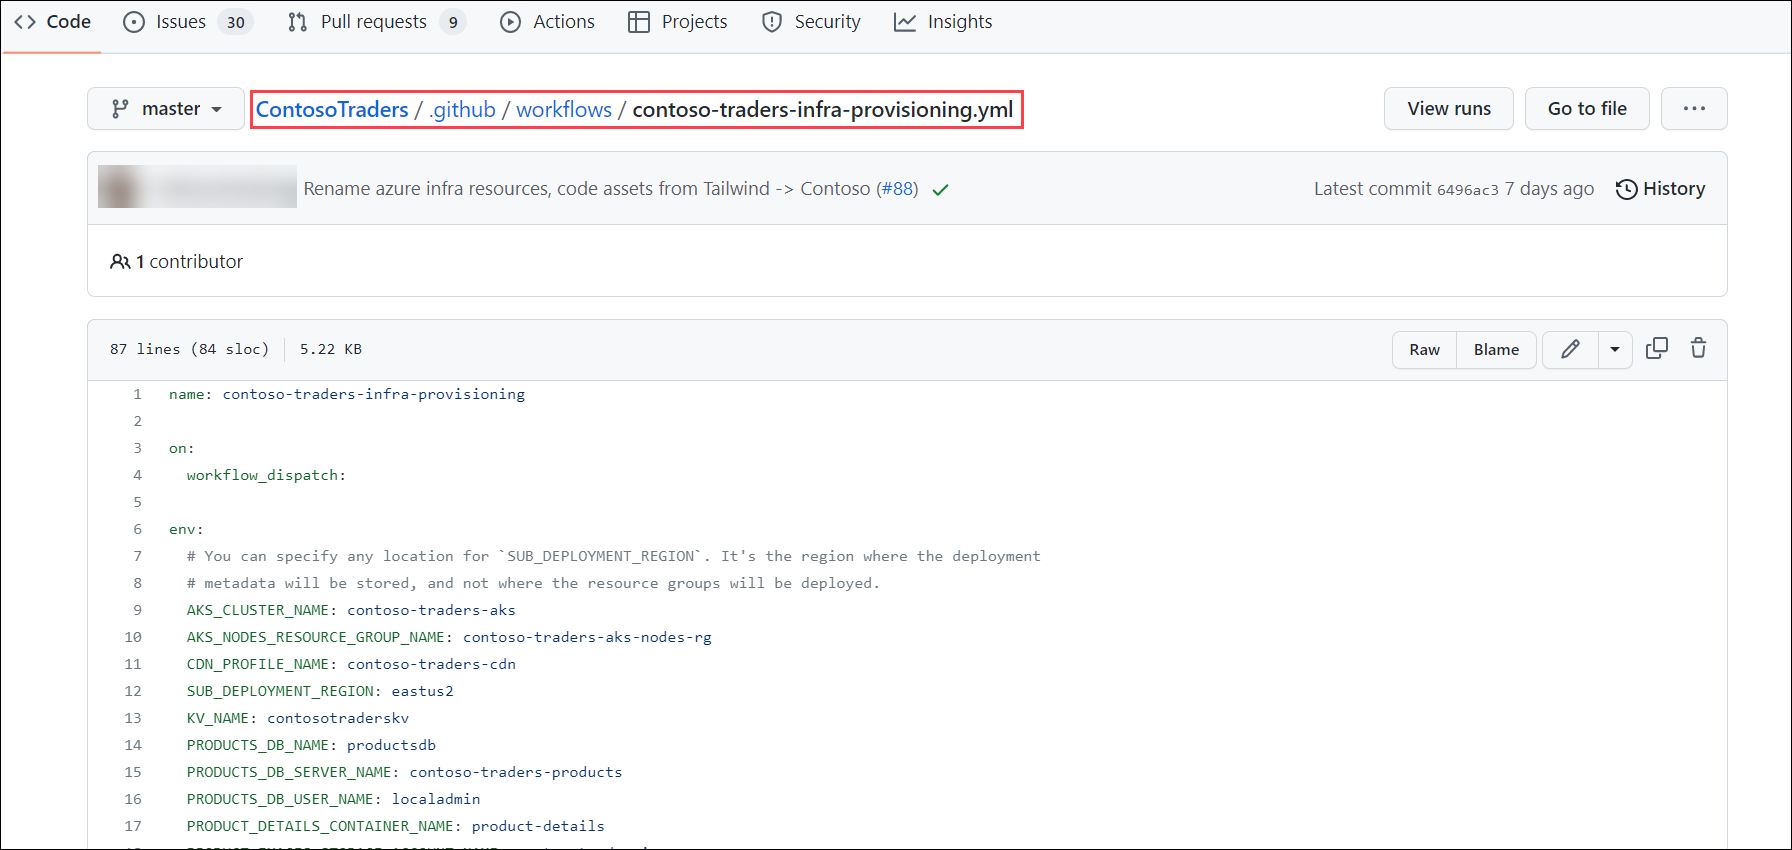 Code Issues 30 Pull requests 9 Actions Projects Security Insights
master ContosoTraders / .github / workflows / contoso-traders-infra-provisioning.yml View runs Go to file ...
Rename azure infra resources, code assets from Tailwind -> Contoso (#88) Latest commit 6496ac3 7 days ago History
1 contributor
87 lines (84 sloc) 5.22 KB Raw Blame
1 name: contoso-traders-infra-provisioning
2
3 on:
4 workflow_dispatch:
5
6 env:
7 # You can specify any location for `SUB_DEPLOYMENT_REGION`. It's the region where the deployment
8 # metadata will be stored, and not where the resource groups will be deployed.
9 AKS_CLUSTER_NAME: contoso-traders-aks
10 AKS_NODES_RESOURCE_GROUP_NAME: contoso-traders-aks-nodes-rg
11 CDN_PROFILE_NAME: contoso-traders-cdn
12 SUB_DEPLOYMENT_REGION: eastus2
13 KV_NAME: contosotraderskv
14 PRODUCTS_DB_NAME: productsdb
15 PRODUCTS_DB_SERVER_NAME: contoso-traders-products
16 PRODUCTS_DB_USER_NAME: localadmin
17 PRODUCT_DETAILS_CONTAINER_NAME: product-details